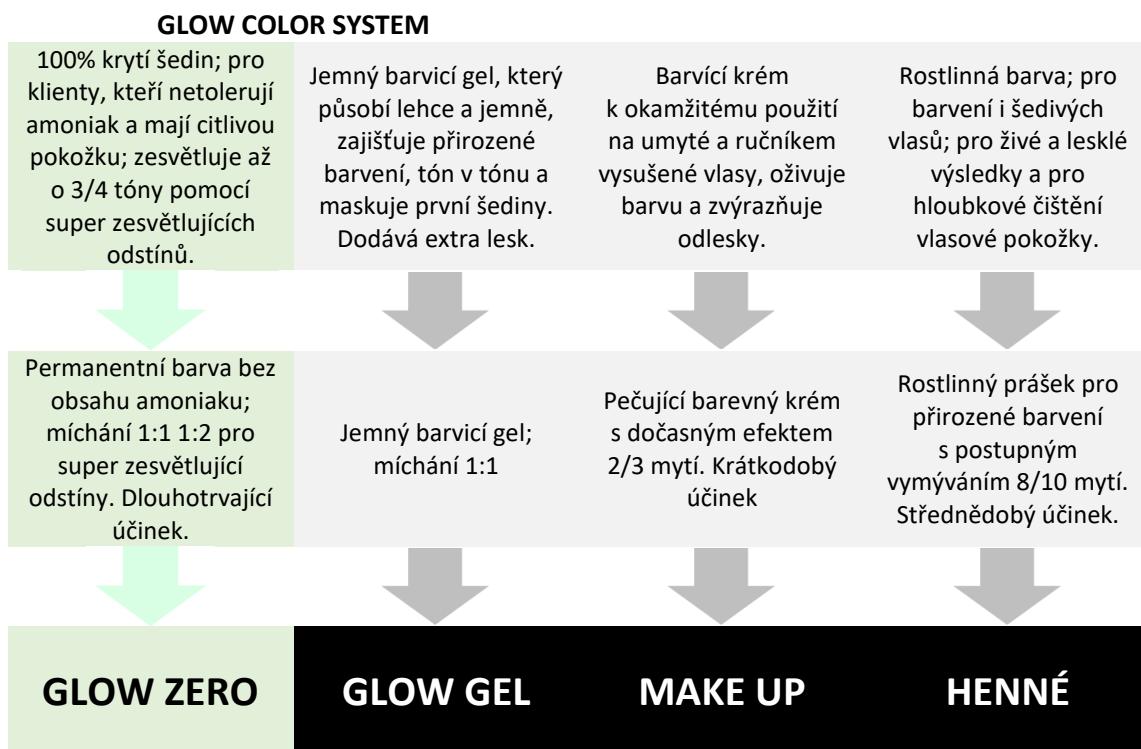 GLOW COLOR SYSTEM
100% krytí šedin; pro
klienty, kteří netolerují
amoniak a mají citlivou
pokožku; zesvětluje až
o 3/4 tóny pomocí
super zesvětlujících
odstínů.
Jemný barvicí gel, který
působí lehce a jemně,
zajišťuje přirozené
barvení, tón v tónu a
maskuje první šediny.
Dodává extra lesk.
Barvící krém
k okamžitému použití
na umyté a ručníkem
vysušené vlasy, oživuje
barvu a zvýrazňuje
odlesky.
Rostlinná barva; pro
barvení i šedivých
vlasů; pro živé a lesklé
výsledky a pro
hloubkové čištění
vlasové pokožky.
Permanentní barva bez
obsahu amoniaku;
míchání 1:1 1:2 pro
super zesvětlující
odstíny. Dlouhotrvající
účinek.
Jemný barvicí gel;
míchání 1:1
Pečující barevný krém
s dočasným efektem
2/3 mytí. Krátkodobý
účinek
Rostlinný prášek pro
přirozené barvení
s postupným
vymýváním 8/10 mytí.
Střednědobý účinek.
GLOW ZERO
GLOW GEL
MAKE UP
HENNÉ